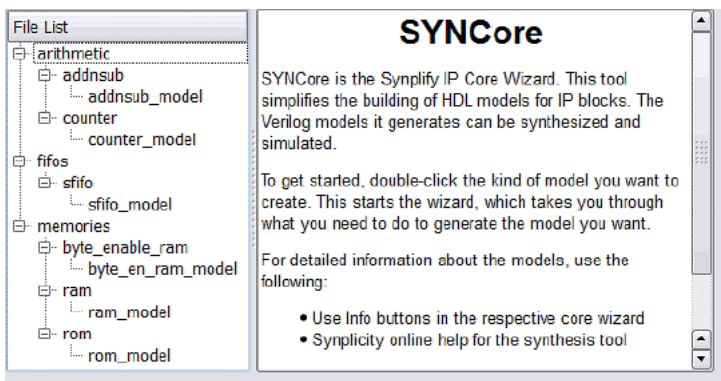 File List
arithmetic
addnsub
addnsub_model
counter
counter_model
fifos
sfifo
sfifo_model
memories
byte_enable_ram
byte_en_ram_model
ram
ram_model
rom
rom_model
SYNCore
SYNCore is the Synplify IP Core Wizard. This tool
simplifies the building of HDL models for IP blocks. The
Verilog models it generates can be synthesized and
simulated.
To get started, double-click the kind of model you want to
create. This starts the wizard, which takes you through
what you need to do to generate the model you want.
For detailed information about the models, use the
following:
• Use Info buttons in the respective core wizard
• Synplicity online help for the synthesis tool